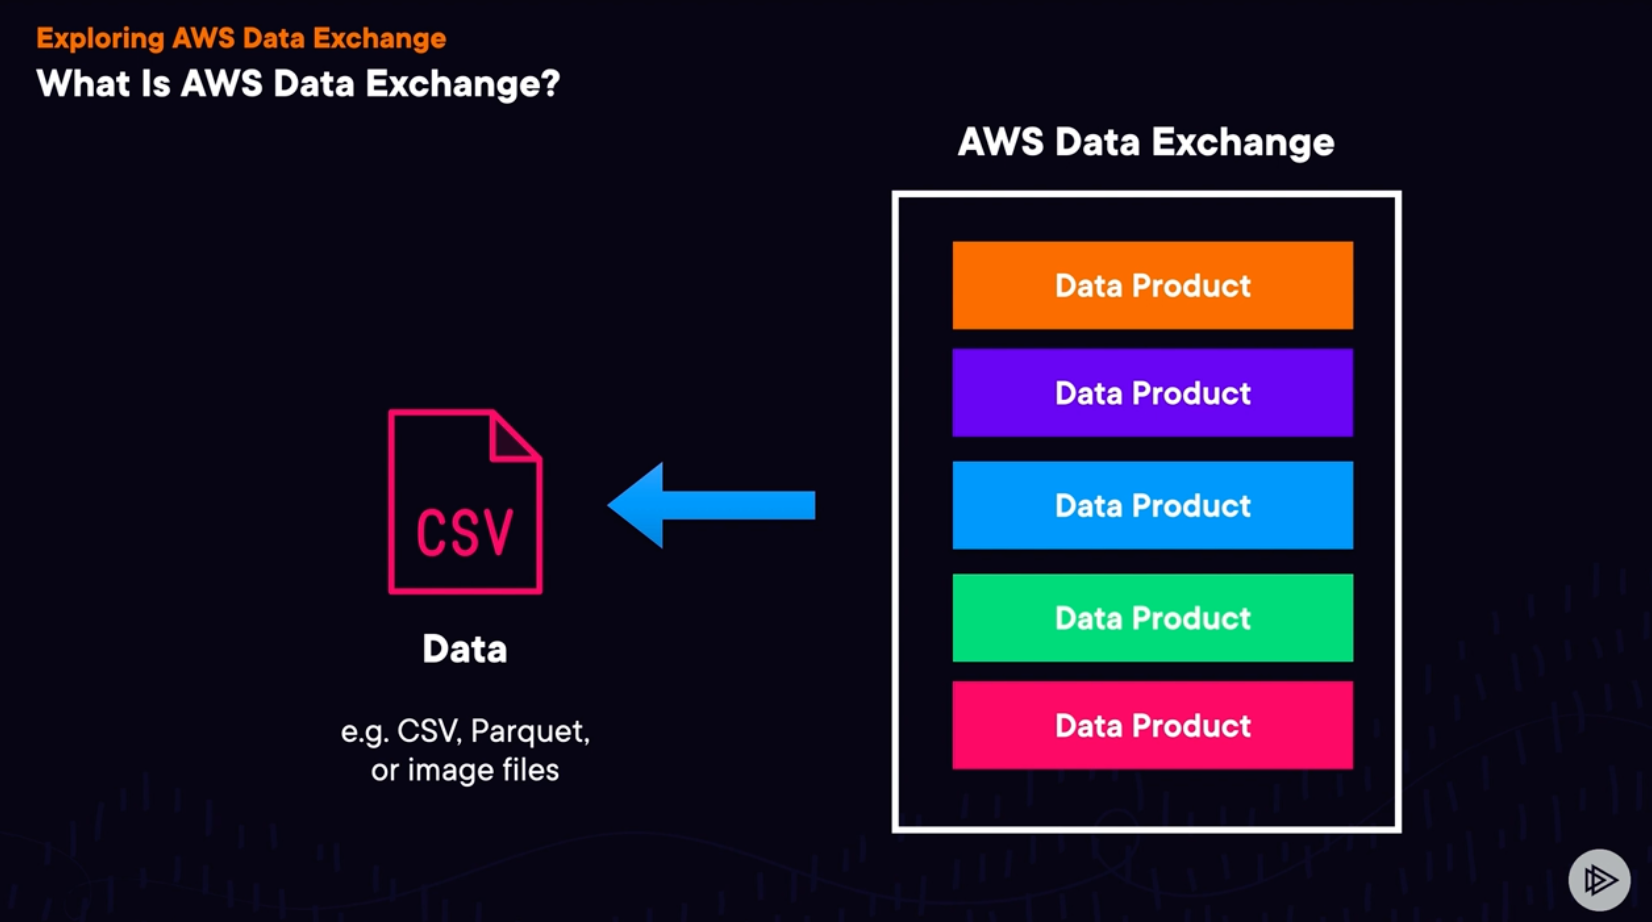 Exploring AWS Data Exchange
What Is AWS Data Exchange?
AWS Data Exchange
Data Product
Data Product
Data Product
Data Product
Data Product
CSV
Data
e.g. CSV, Parquet,
or image files